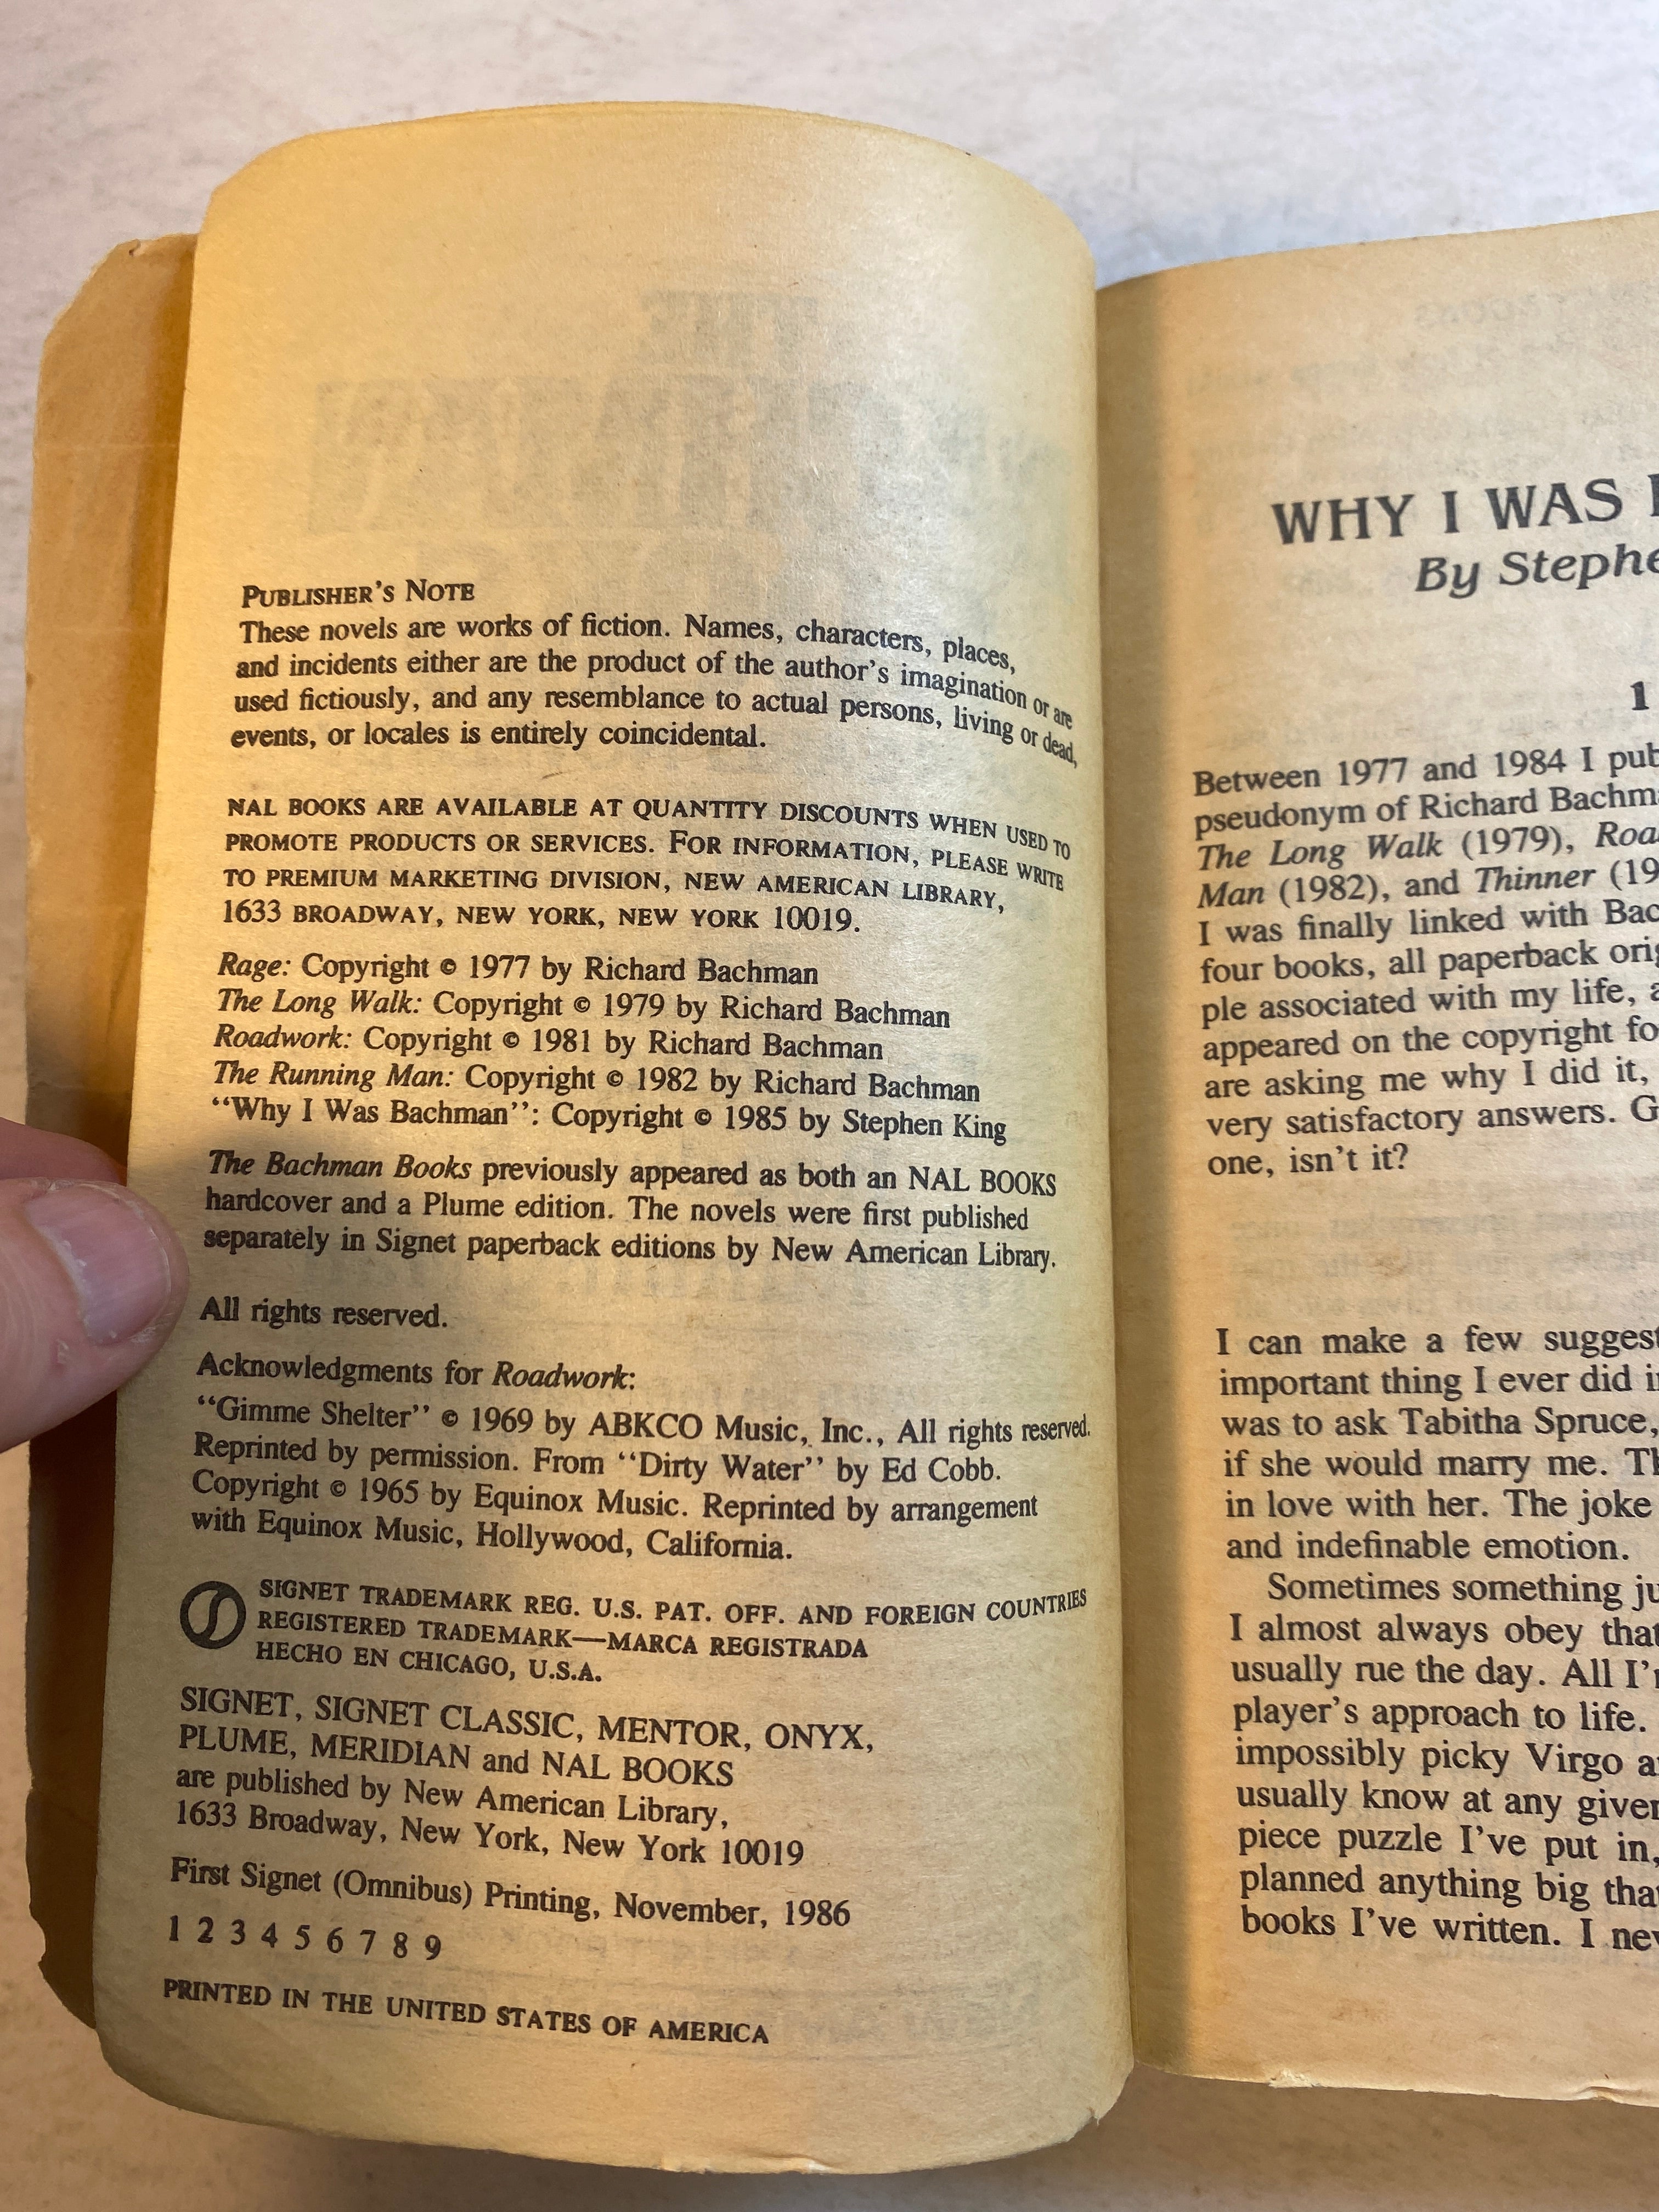 PUBLISHER'S NOTE
These novels are works of fiction. Names, characters, places,
and incidents either are the product of the author's imagination or are
used fictiously, and any resemblance to actual persons, living or dead,
events, or locales is entirely coincidental.
NAL BOOKS ARE AVAILABLE AT QUANTITY DISCOUNTS WHEN USED TO
PROMOTE PRODUCTS OR SERVICES. FOR INFORMATION, PLEASE WRITE
TO PREMIUM MARKETING DIVISION, NEW AMERICAN LIBRARY,
1633 BROADWAY, NEW YORK, NEW YORK 10019.
Rage: Copyright © 1977 by Richard Bachman
The Long Walk: Copyright © 1979 by Richard Bachman
Roadwork: Copyright © 1981 by Richard Bachman
The Running Man: Copyright © 1982 by Richard Bachman
"Why I Was Bachman": Copyright © 1985 by Stephen King
The Bachman Books previously appeared as both an NAL BOOKS
hardcover and a Plume edition. The novels were first published
separately in Signet paperback editions by New American Library.
All rights reserved.
Acknowledgments for Roadwork:
"Gimme Shelter" © 1969 by ABKCO Music, Inc., All rights reserved.
Reprinted by permission. From "Dirty Water" by Ed Cobb.
Copyright © 1965 by Equinox Music. Reprinted by arrangement
with Equinox Music, Hollywood, California.
SIGNET TRADEMARK REG. U.S. PAT. OFF. AND FOREIGN COUNTRIES
REGISTERED TRADEMARK—MARCA REGISTRADA
HECHO EN CHICAGO, U.S.A.
SIGNET, SIGNET CLASSIC, MENTOR, ONYX,
PLUME, MERIDIAN and NAL BOOKS
are published by New American Library,
1633 Broadway, New York, New York 10019
First Signet (Omnibus) Printing, November, 1986
1 2 3 4 5 6 7 8 9
PRINTED IN THE UNITED STATES OF AMERICA
WHY I WAS
By Stephe
1
Between 1977 and 1984 I pub
pseudonym of Richard Bachm
The Long Walk (1979), Roa
Man (1982), and Thinner (19
I was finally linked with Bac
four books, all paperback orig
ple associated with my life, a
appeared on the copyright fo
are asking me why I did it,
very satisfactory answers. G
one, isn't it?
I can make a few suggest
important thing I ever did i
was to ask Tabitha Spruce,
if she would marry me. Th
in love with her. The joke
and indefinable emotion.
Sometimes something ju
I almost always obey that
usually rue the day. All I'
player's approach to life.
impossibly picky Virgo a
usually know at any given
piece puzzle I've put in,
planned anything big tha
books I've written. I nev